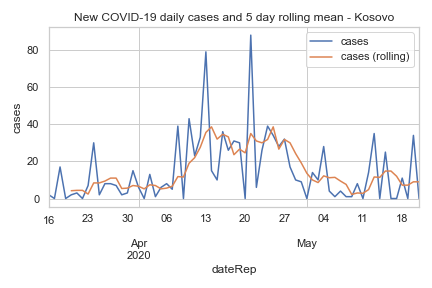 New COVID-19 daily cases and 5 day rolling mean - Kosovo
cases
cases (rolling)
cases
80
60
40
20
0
16 23 30 06 13 20 27 04 11 18
Apr May
2020
dateRep